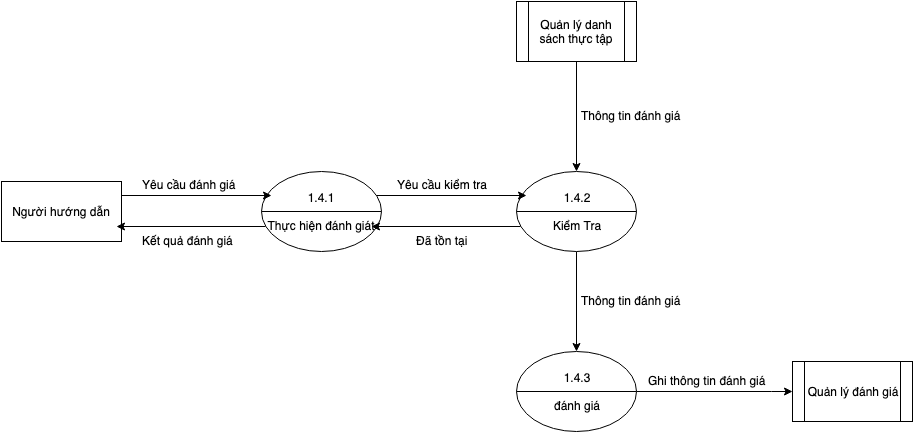 Quản lý danh
sách thực tập
Thông tin đánh giá
Yêu cầu đánh giá
1.4.1
Yêu cầu kiểm tra
1.4.2
Người hướng dẫn
Thực hiện đánh giát
Kiểm Tra
Kết quả đánh giá
Đã tồn tại
Thông tin đánh giá
1.4.3
Ghi thông tin đánh giá
đánh giá
Quản lý đánh giá